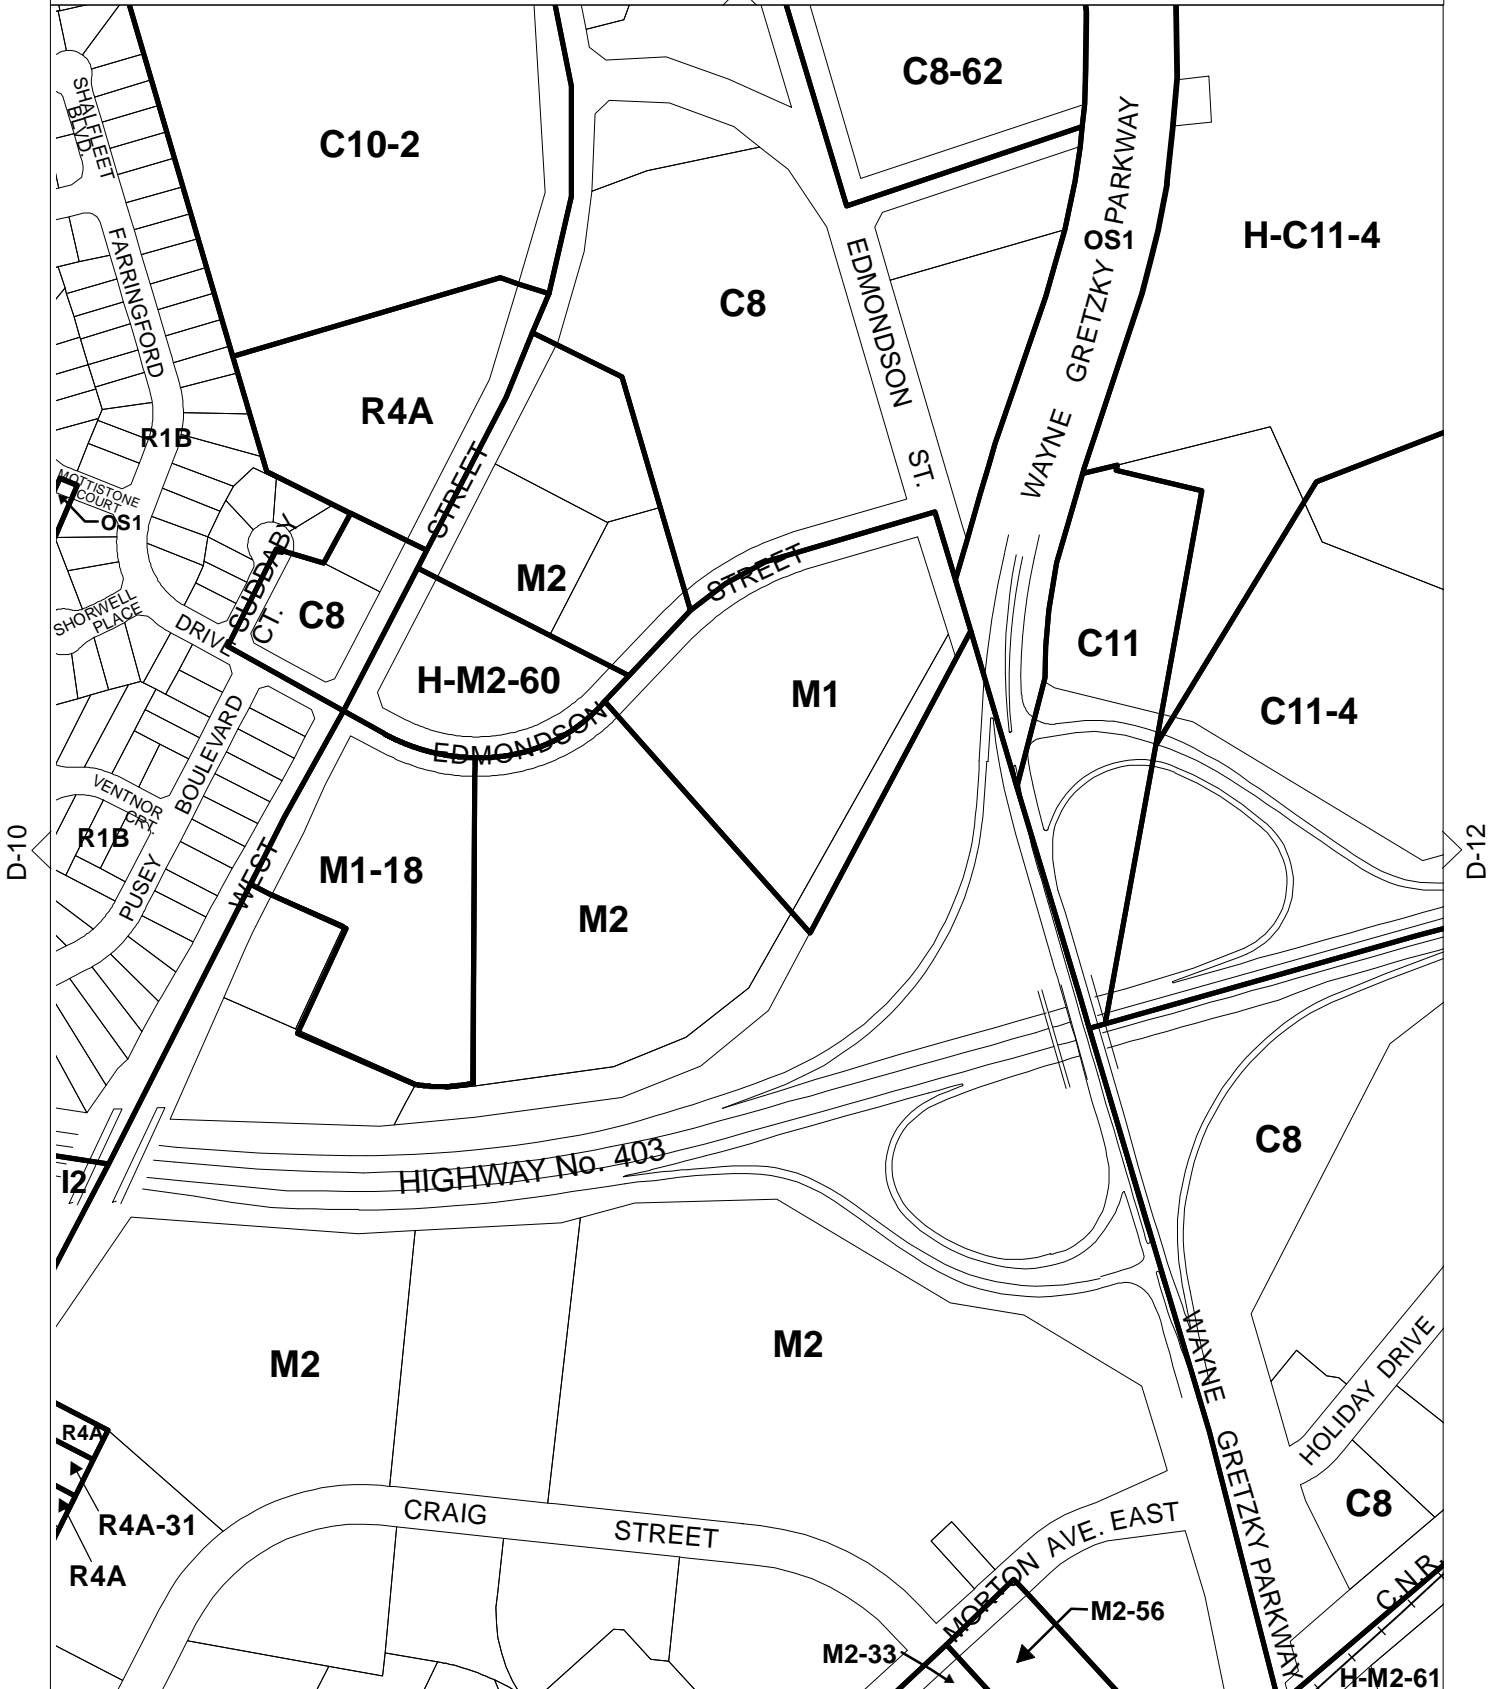 C8-62
SHALFLEET
BLVD.
C10-2
WAYNE GRETZKY PARKWAY
OS1
H-C11-4
FARRINGFORD
C8
EDMONDSON ST.
R4A
R1B
MOTTISTONE
COURT
OS1
STREET
SUDDABY
CT.
M2
STREET
SHORWELL
PLACE
DRIVE
C8
C11
H-M2-60
M1
C11-4
EDMONDSON
BOULEVARD
VENTNOR
CRT.
R1B
D-10
D-12
PUSEY
WEST
M1-18
M2
C8
I2
HIGHWAY No. 403
M2
M2
WAYNE GRETZKY PARKWAY
HOLIDAY DRIVE
R4A
R4A-31
CRAIG STREET
C8
MORTON AVE. EAST
R4A
C.N.R.
M2-56
M2-33
H-M2-61